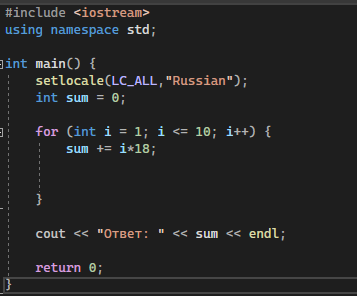 #include <iostream>
using namespace std;
int main() {
setlocale(LC_ALL,"Russian");
int sum = 0;
for (int i = 1; i <= 10; i++) {
sum += i*18;
}
cout << "Ответ: " << sum << endl;
return 0;
}